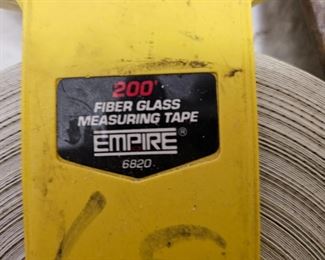 200'
FIBER GLASS
MEASURING TAPE
EMPIRE®
6820